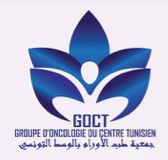 GOCT
GROUPE D'ONCOLOGIE DU CENTRE TUNISIEN
جمعية طب الأورام بالوسط التونسي